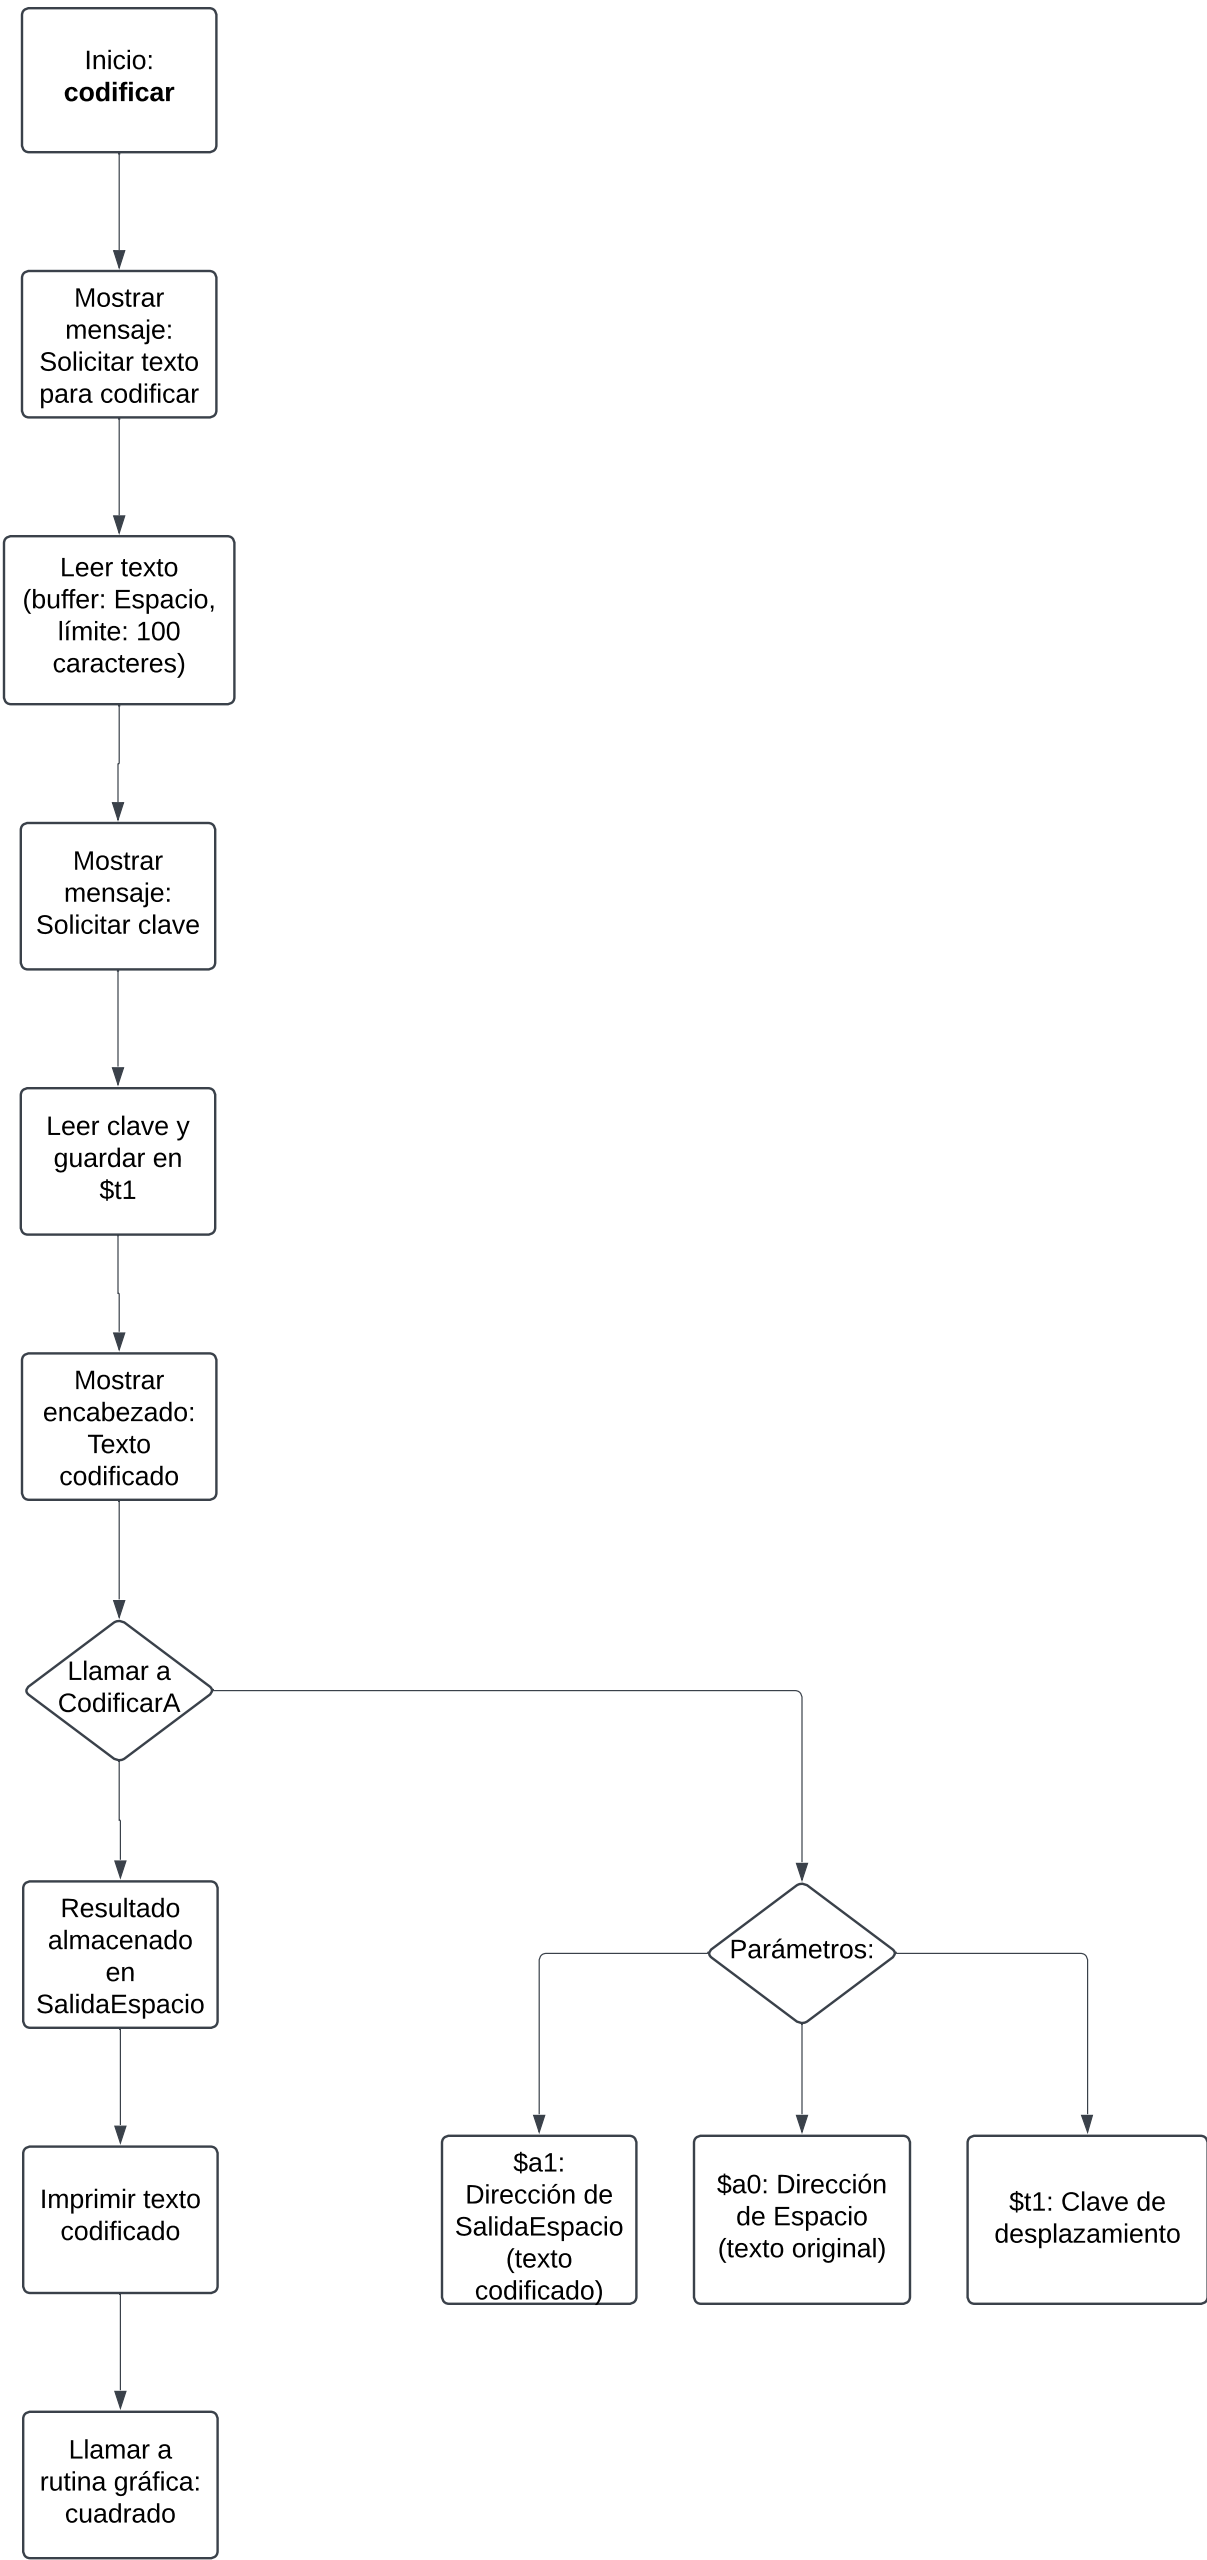 Inicio:
codificar
Mostrar
mensaje:
Solicitar texto
para codificar
Leer texto
(buffer: Espacio,
límite: 100
caracteres)
Mostrar
mensaje:
Solicitar clave
Leer clave y
guardar en
$t1
Mostrar
encabezado:
Texto
codificado
Llamar a
CodificarA
Resultado
almacenado
en
SalidaEspacio
Imprimir texto
codificado
Llamar a
rutina gráfica:
cuadrado
Parámetros:
$a1:
Dirección de
SalidaEspacio
(texto
codificado)
$a0: Dirección
de Espacio
(texto original)
$t1: Clave de
desplazamiento